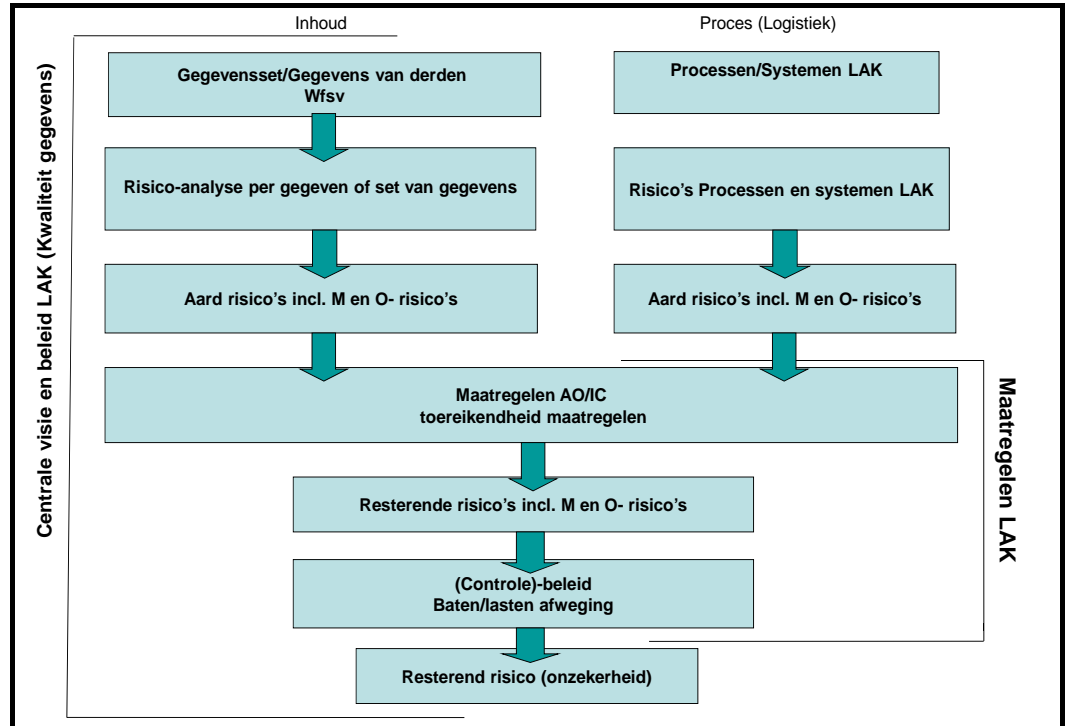 Inhoud
Proces (Logistiek)
Centrale visie en beleid LAK (Kwaliteit gegevens)
Gegevensset/Gegevens van derden
Wfsv
Processen/Systemen LAK
Risico-analyse per gegeven of set van gegevens
Risico's Processen en systemen LAK
Aard risico's incl. M en O- risico's
Aard risico's incl. M en O- risico's
Maatregelen AO/IC
toereikendheid maatregelen
Maatregelen LAK
Resterende risico's incl. M en O- risico's
(Controle)-beleid
Baten/lasten afweging
Resterend risico (onzekerheid)